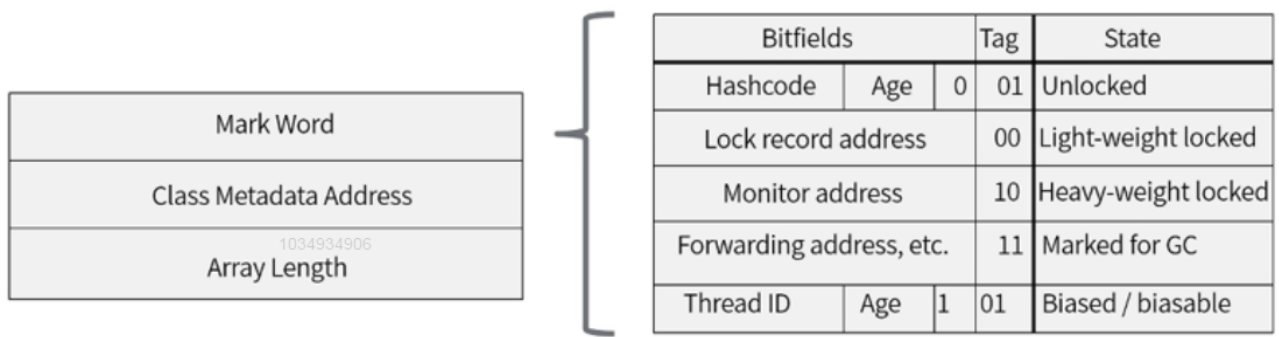 Mark Word
Class Metadata Address
1034934906
Array Length
Bitfields Tag State
Hashcode Age 0 01 Unlocked
Lock record address 00 Light-weight locked
Monitor address 10 Heavy-weight locked
Forwarding address, etc. 11 Marked for GC
Thread ID Age 1 01 Biased / biasable